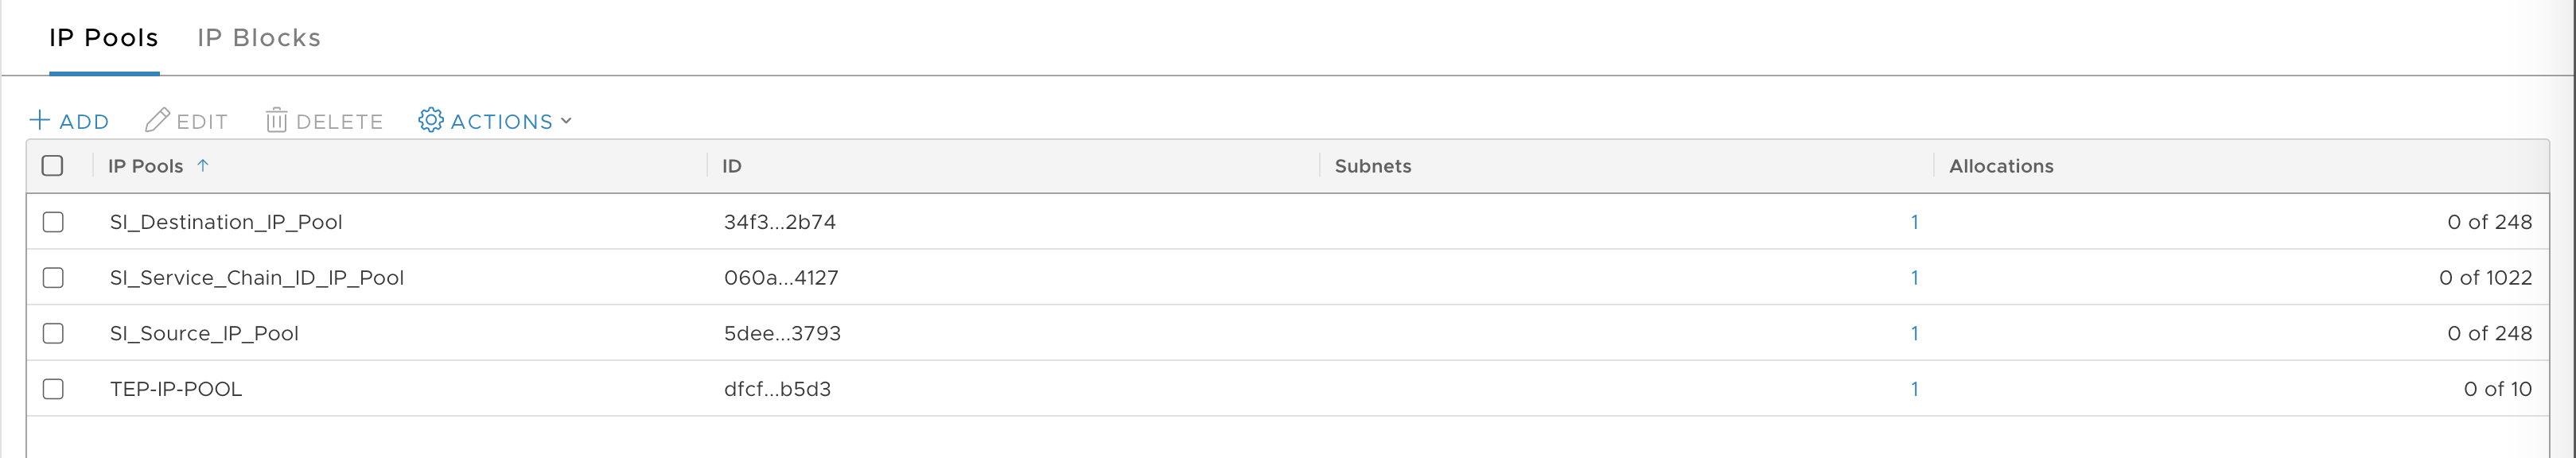 IP Pools IP Blocks
ADD EDIT DELETE ACTIONS
IP Pools ID Subnets Allocations
SI_Destination_IP_Pool 34f3...2b74 1 0 of 248
SI_Service_Chain_ID_IP_Pool 060a...4127 1 0 of 1022
SI_Source_IP_Pool 5dee...3793 1 0 of 248
TEP-IP-POOL dfcf...b5d3 1 0 of 10